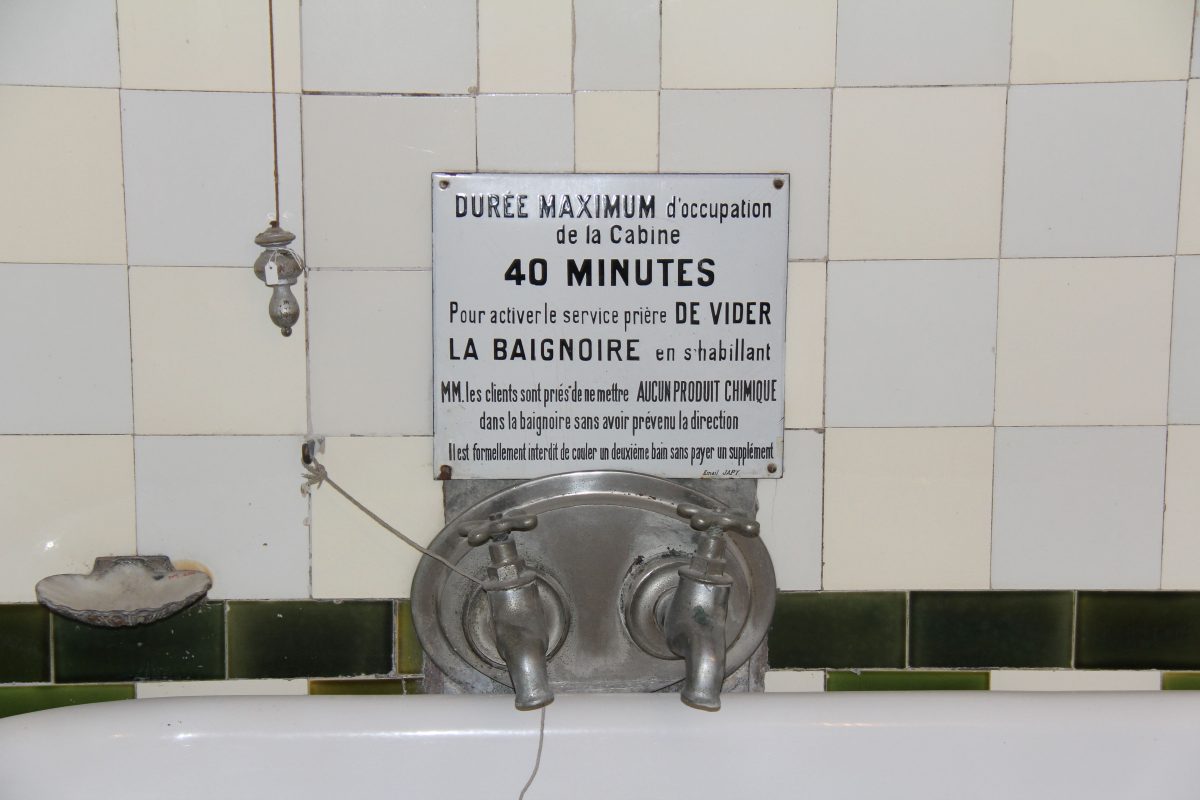 DURÉE MAXIMUM d'occupation
de la Cabine
40 MINUTES
Pour activer le service prière DE VIDER
LA BAIGNOIRE en s'habillant
MM. les clients sont priés de ne mettre AUCUN PRODUIT CHIMIQUE
dans la baignoire sans avoir prévenu la direction
Il est formellement interdit de couler un deuxième bain sans payer un supplément
Email JAPY